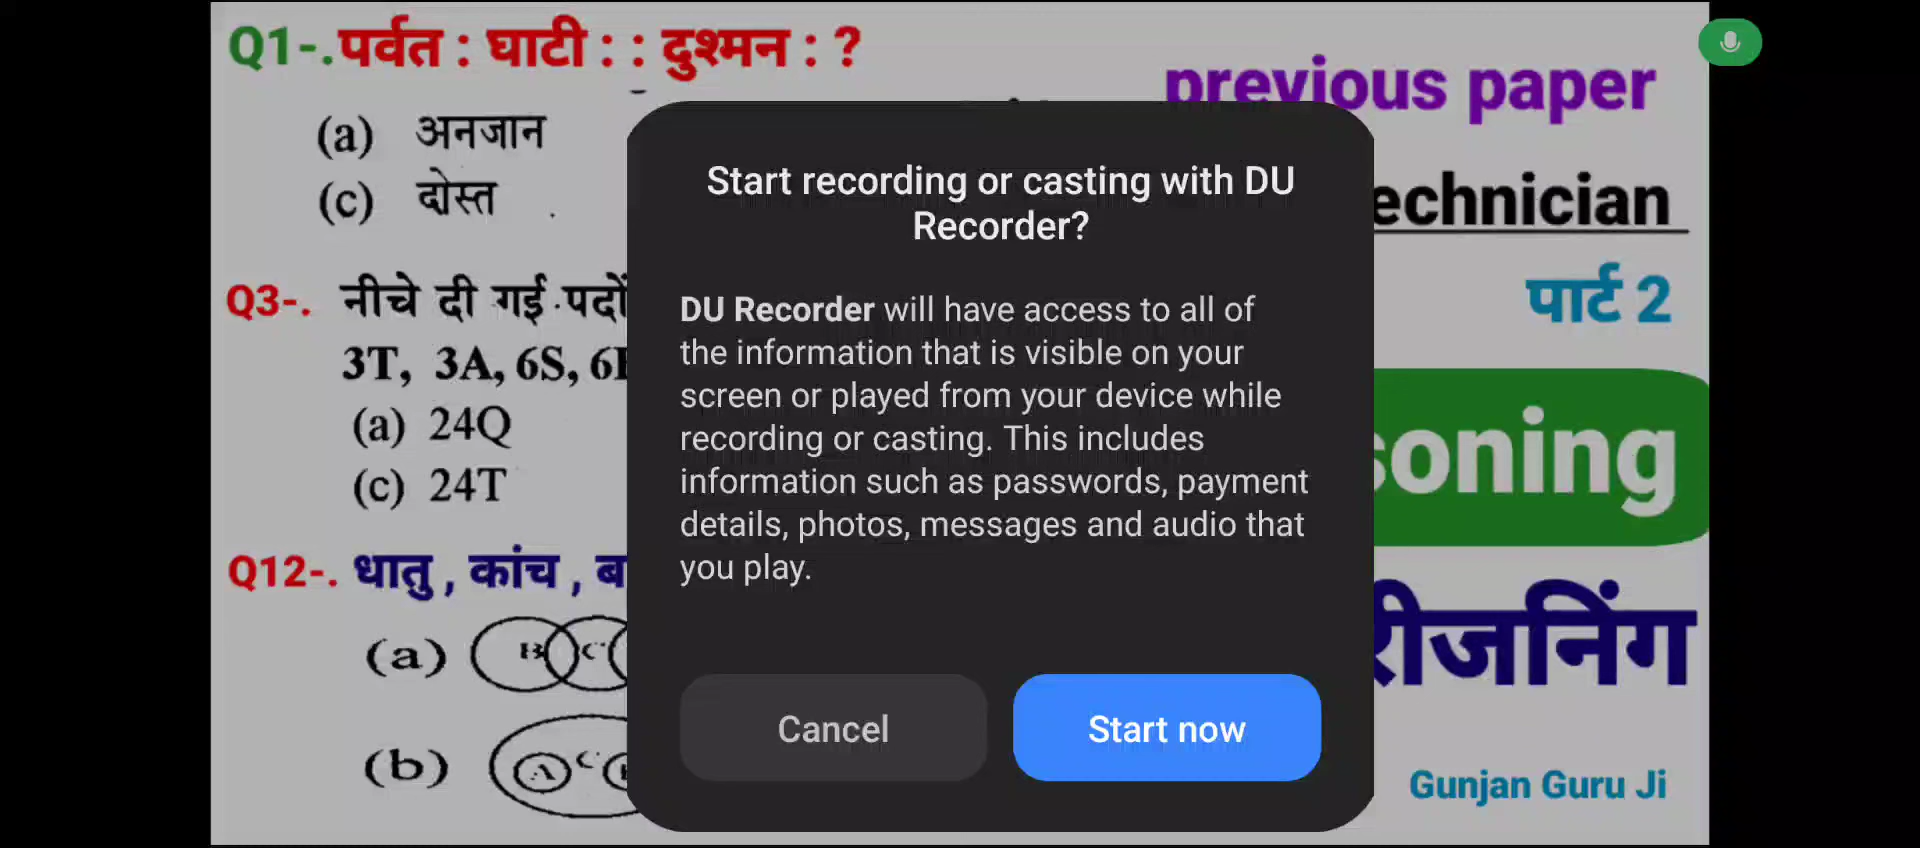 Q1-.पर्वत : घाटी : : दुश्मन : ?
(a) अनजान
(c) दोस्त
Q3-. नीचे दी गई पदों
3T, 3A, 6S,
(a) 24Q
(c) 24T
Q12-. धातु , कांच ,
(a) B C
(b) A C
previous paper
echnician
पार्ट 2
soning
रीजनिंग
Gunjan Guru Ji
Start recording or casting with DU
Recorder?
DU Recorder will have access to all of
the information that is visible on your
screen or played from your device while
recording or casting. This includes
information such as passwords, payment
details, photos, messages and audio that
you play.
Cancel
Start now